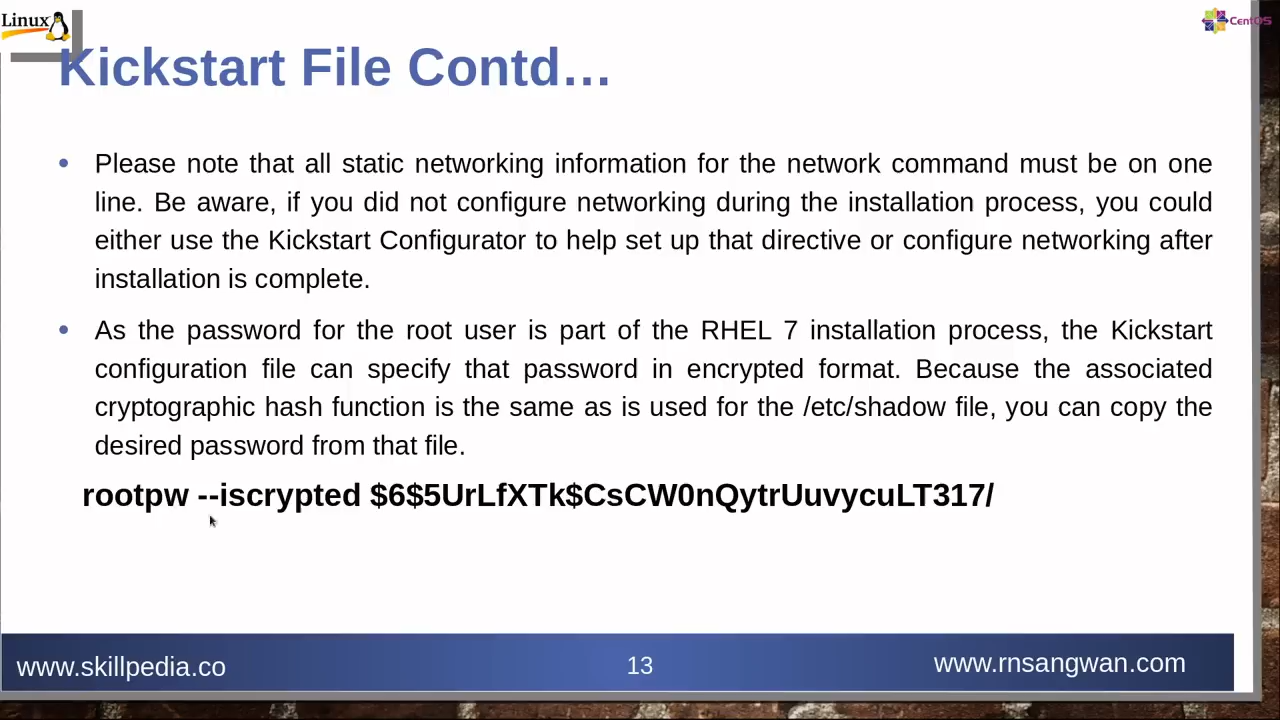 Linux
CentOS
Kickstart File Contd…
• Please note that all static networking information for the network command must be on one
line. Be aware, if you did not configure networking during the installation process, you could
either use the Kickstart Configurator to help set up that directive or configure networking after
installation is complete.
• As the password for the root user is part of the RHEL 7 installation process, the Kickstart
configuration file can specify that password in encrypted format. Because the associated
cryptographic hash function is the same as is used for the /etc/shadow file, you can copy the
desired password from that file.
rootpw --iscrypted $6$5UrLfXTk$CsCW0nQytrUuvycuLT317/
www.skillpedia.co
13
www.rnsangwan.com